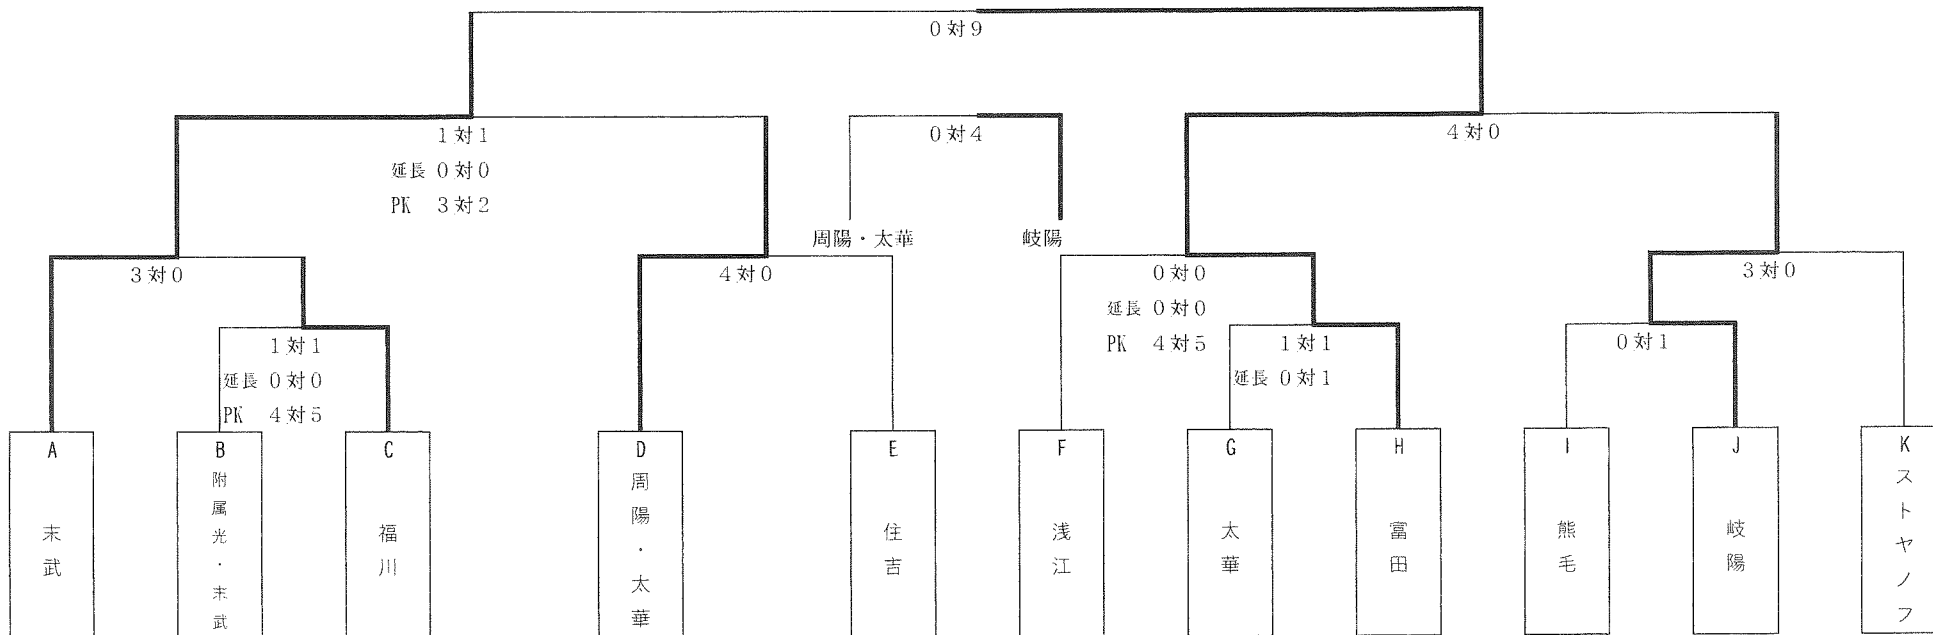 0対9
1対1
延長 0対0
PK 3対2
0対4
4対0
周陽・太華
岐陽
3対0
4対0
0対0
延長 0対0
PK 4対5
3対0
1対1
延長 0対0
PK 4対5
1対1
延長 0対1
0対1
A
末武
B
附属光・末武
C
福川
D
周陽・太華
E
住吉
F
浅江
G
太華
H
富田
I
熊毛
J
岐陽
K
ストヤノフ